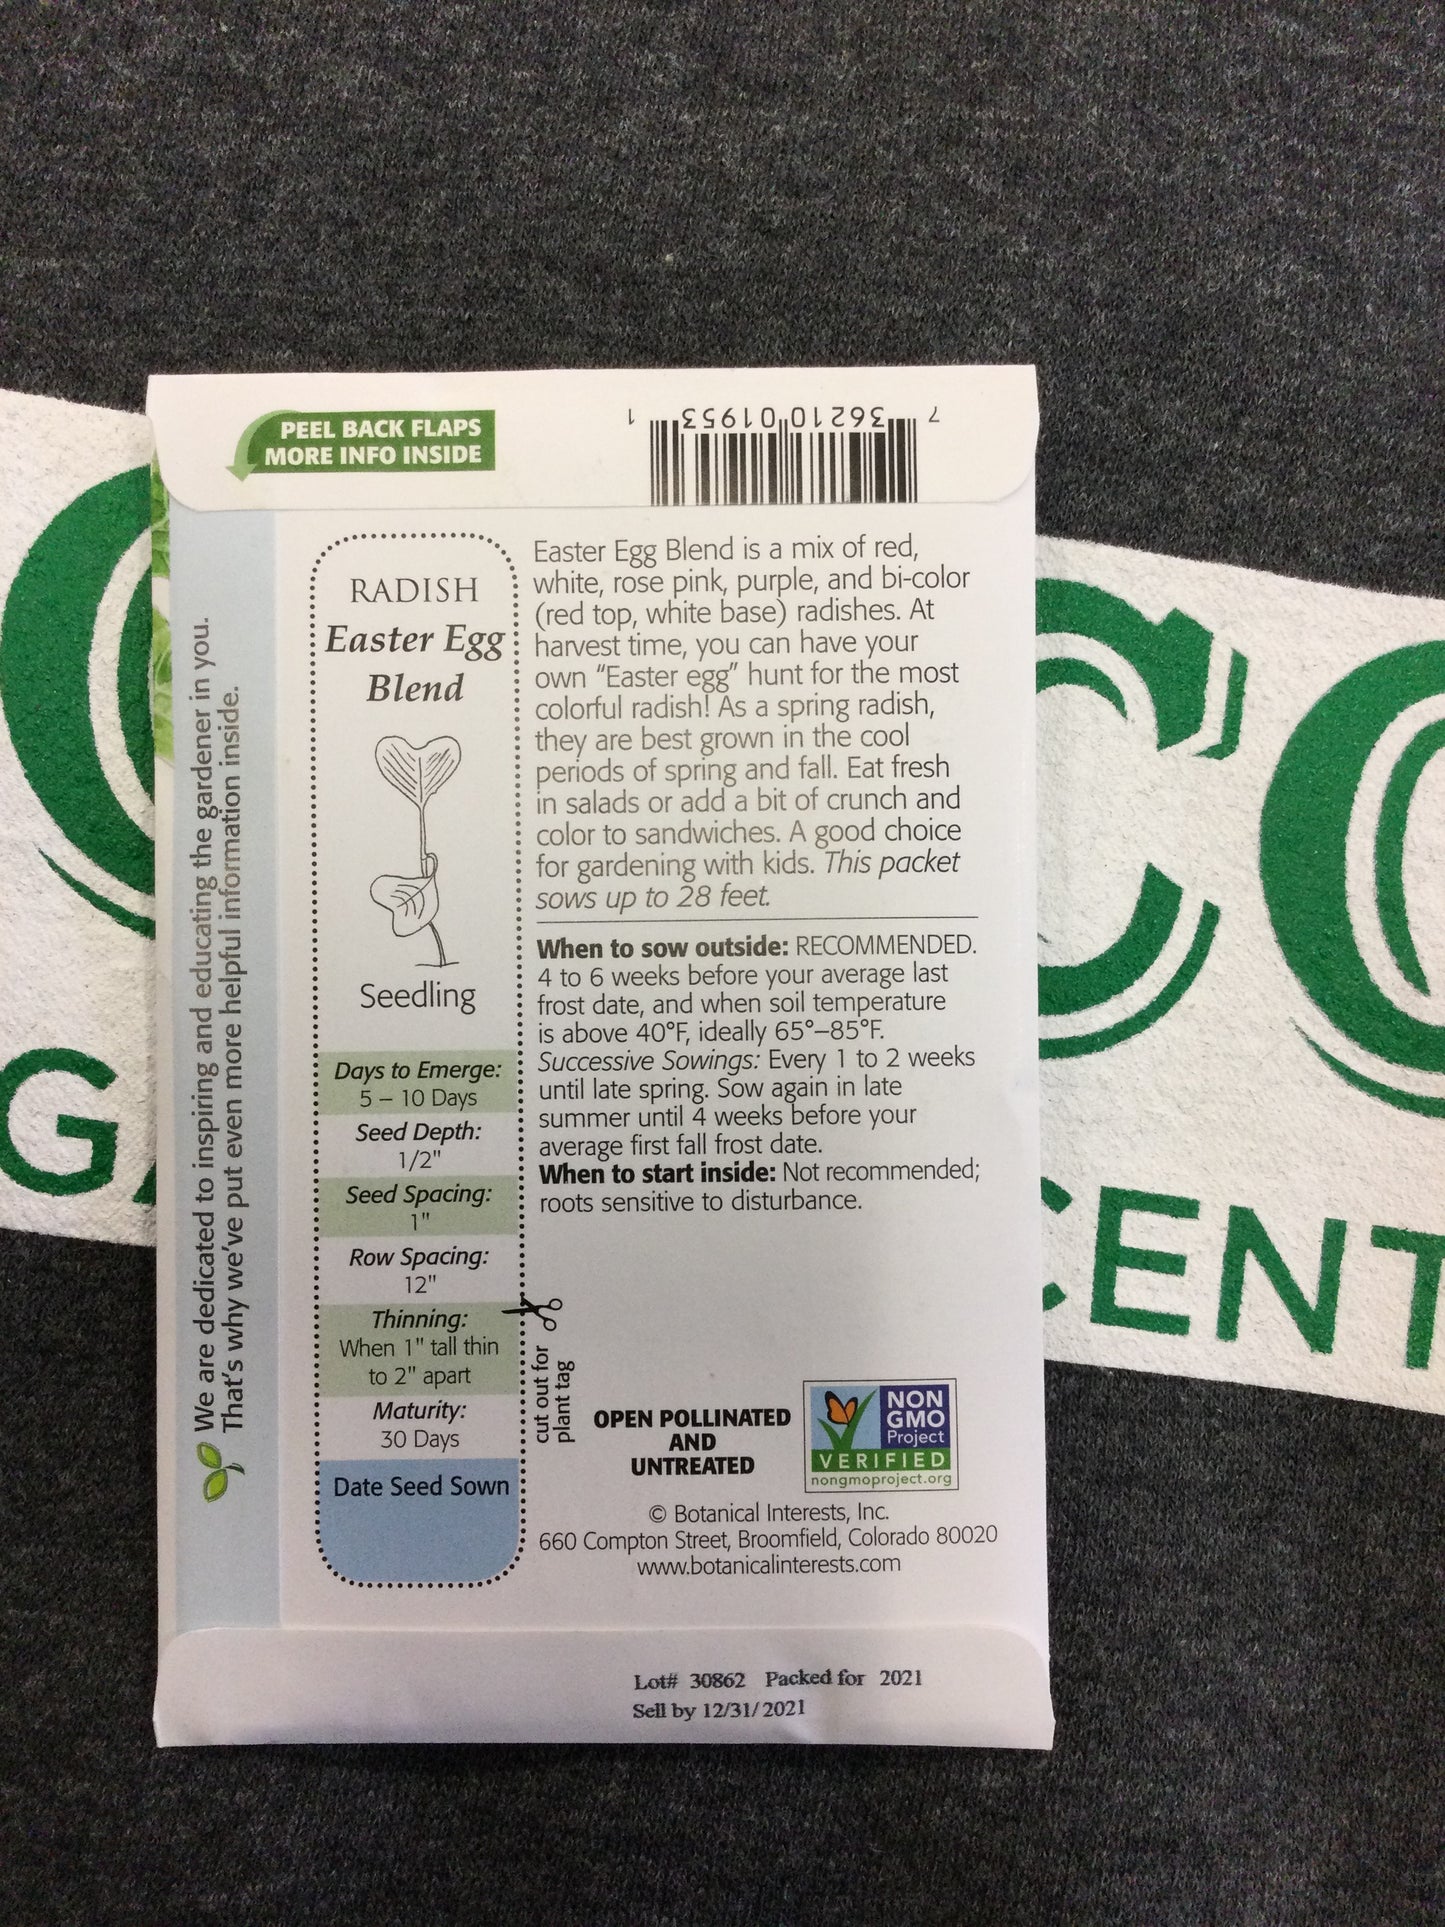 PEEL BACK FLAPS
MORE INFO INSIDE
7 36210 01953 1
We are dedicated to inspiring and educating the gardener in you.
That's why we've put even more helpful information inside.
RADISH
Easter Egg
Blend
Seedling
Days to Emerge:
5 – 10 Days
Seed Depth:
1/2"
Seed Spacing:
1"
Row Spacing:
12"
Thinning:
When 1" tall thin
to 2" apart
Maturity:
30 Days
Date Seed Sown
cut out for
plant tag
Easter Egg Blend is a mix of red,
white, rose pink, purple, and bi-color
(red top, white base) radishes. At
harvest time, you can have your
own "Easter egg" hunt for the most
colorful radish! As a spring radish,
they are best grown in the cool
periods of spring and fall. Eat fresh
in salads or add a bit of crunch and
color to sandwiches. A good choice
for gardening with kids. This packet
sows up to 28 feet.
When to sow outside: RECOMMENDED.
4 to 6 weeks before your average last
frost date, and when soil temperature
is above 40°F, ideally 65°–85°F.
Successive Sowings: Every 1 to 2 weeks
until late spring. Sow again in late
summer until 4 weeks before your
average first fall frost date.
When to start inside: Not recommended;
roots sensitive to disturbance.
OPEN POLLINATED
AND
UNTREATED
NON
GMO
Project
VERIFIED
nongmoproject.org
© Botanical Interests, Inc.
660 Compton Street, Broomfield, Colorado 80020
www.botanicalinterests.com
Lot# 30862 Packed for 2021
Sell by 12/31/2021
CENT